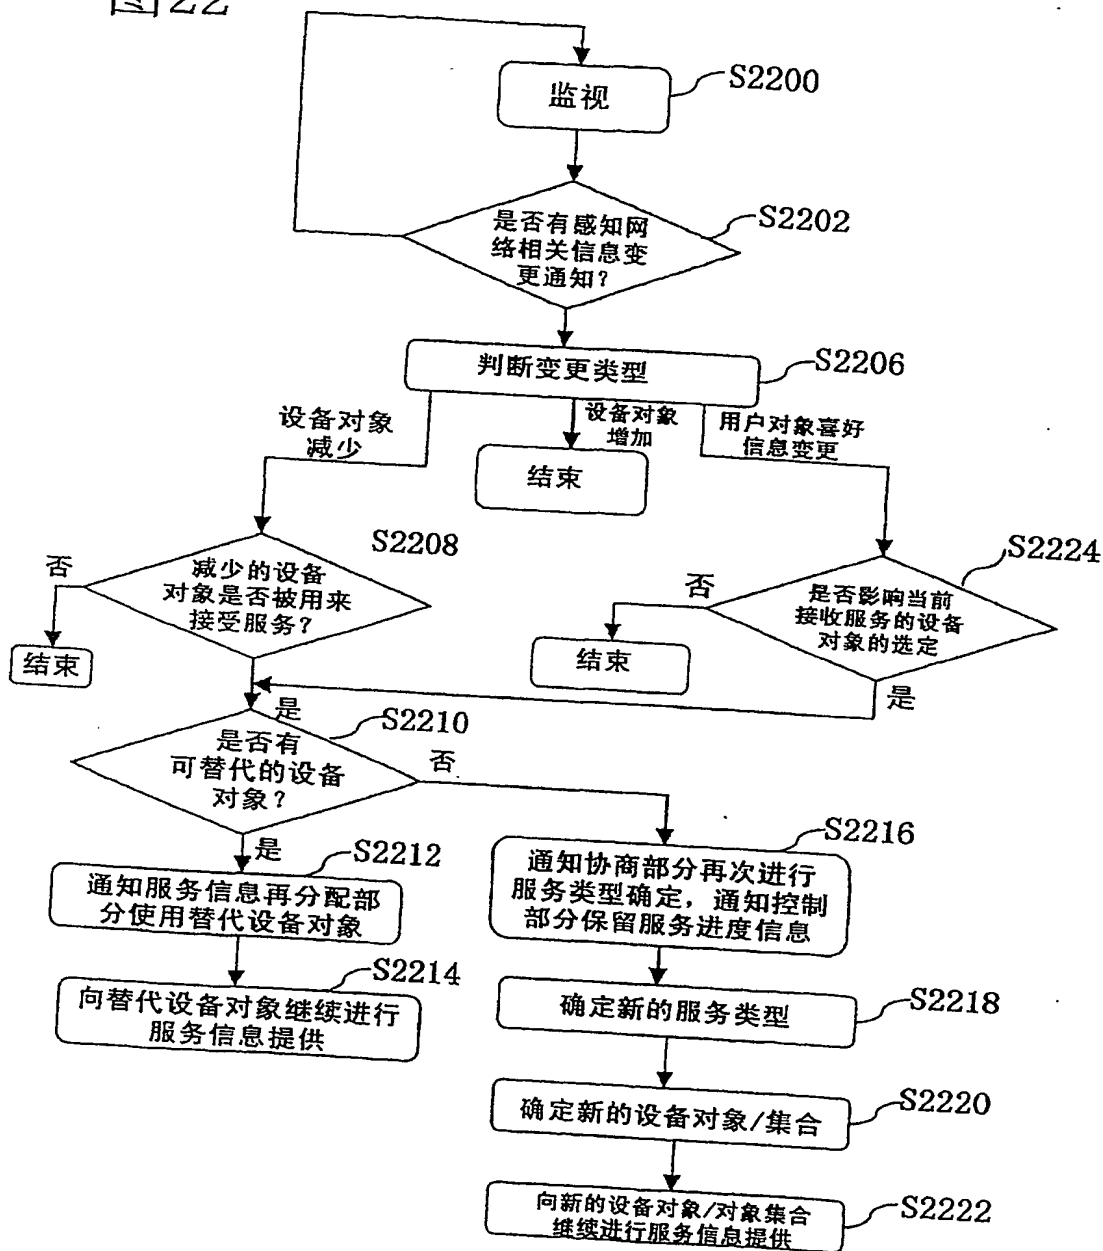 图22
监视
S2200
是否有感知网
络相关信息变
更通知？
S2202
判断变更类型
S2206
设备对象
减少
设备对象
增加
用户对象喜好
信息变更
结束
S2208
减少的设备
对象是否被用来
接受服务？
否
结束
S2224
是否影响当前
接收服务的设备
对象的选定
否
结束
是
是
S2210
是否有
可替代的设备
对象？
否
是
S2212
通知服务信息再分配部
分使用替代设备对象
S2214
向替代设备对象继续进行
服务信息提供
S2216
通知协商部分再次进行
服务类型确定，通知控制
部分保留服务进度信息
S2218
确定新的服务类型
S2220
确定新的设备对象/集合
S2222
向新的设备对象/对象集合
继续进行服务信息提供